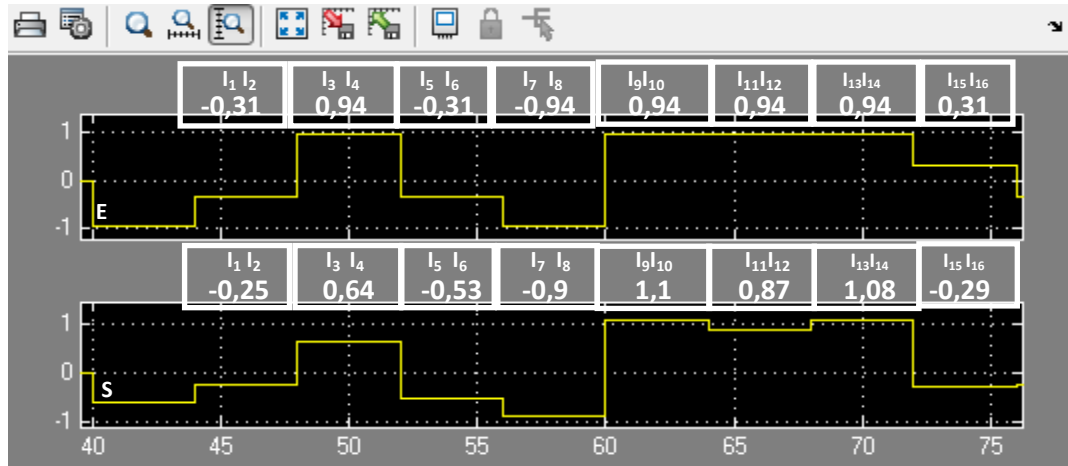 I₁ I₂ I₃ I₄ I₅ I₆ I₇ I₈ I₉I₁₀ I₁₁I₁₂ I₁₃I₁₄ I₁₅I₁₆
-0,31 0,94 -0,31 -0,94 0,94 0,94 0,94 0,31
1
0
E
-1
I₁ I₂ I₃ I₄ I₅ I₆ I₇ I₈ I₉I₁₀ I₁₁I₁₂ I₁₃I₁₄ I₁₅I₁₆
-0,25 0,64 -0,53 -0,9 1,1 0,87 1,08 -0,29
1
0
S
-1
40 45 50 55 60 65 70 75